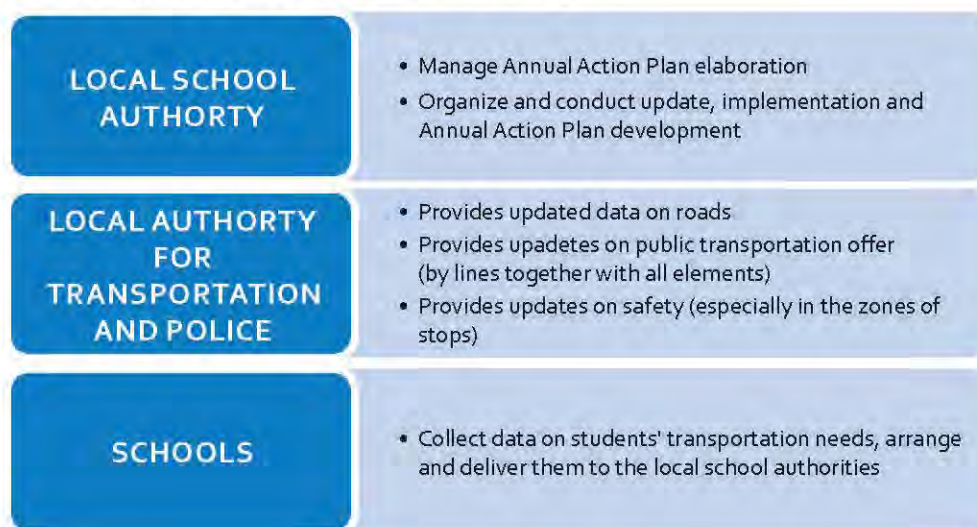 LOCAL SCHOOL
AUTHORTY
• Manage Annual Action Plan elaboration
• Organize and conduct update, implementation and
Annual Action Plan development
LOCAL AUTHORTY
FOR
TRANSPORTATION
AND POLICE
• Provides updated data on roads
• Provides upadetes on public transportation offer
(by lines together with all elements)
• Provides updates on safety (especially in the zones of
stops)
SCHOOLS
• Collect data on students' transportation needs, arrange
and deliver them to the local school authorities